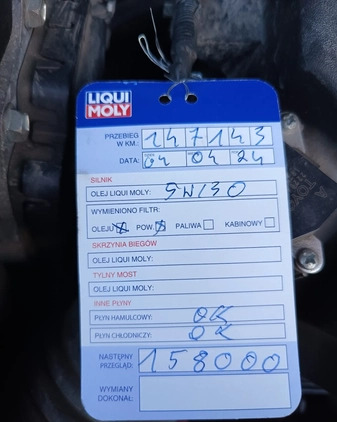 LIQUI
MOLY
PRZEBIEG W KM.: 147143
DATA: 04 04 24
SILNIK
OLEJ LIQUI MOLY: 5W130
WYMIENIONO FILTR:
OLEJU POW. PALIWA KABINOWY
SKRZYNIA BIEGÓW
OLEJ LIQUI MOLY:
TYLNY MOST
OLEJ LIQUI MOLY:
INNE PŁYNY
PŁYN HAMULCOWY: OK
PŁYN CHŁODNICZY: OK
NASTĘPNY PRZEGLĄD: 158000
WYMIANY DOKONAŁ: